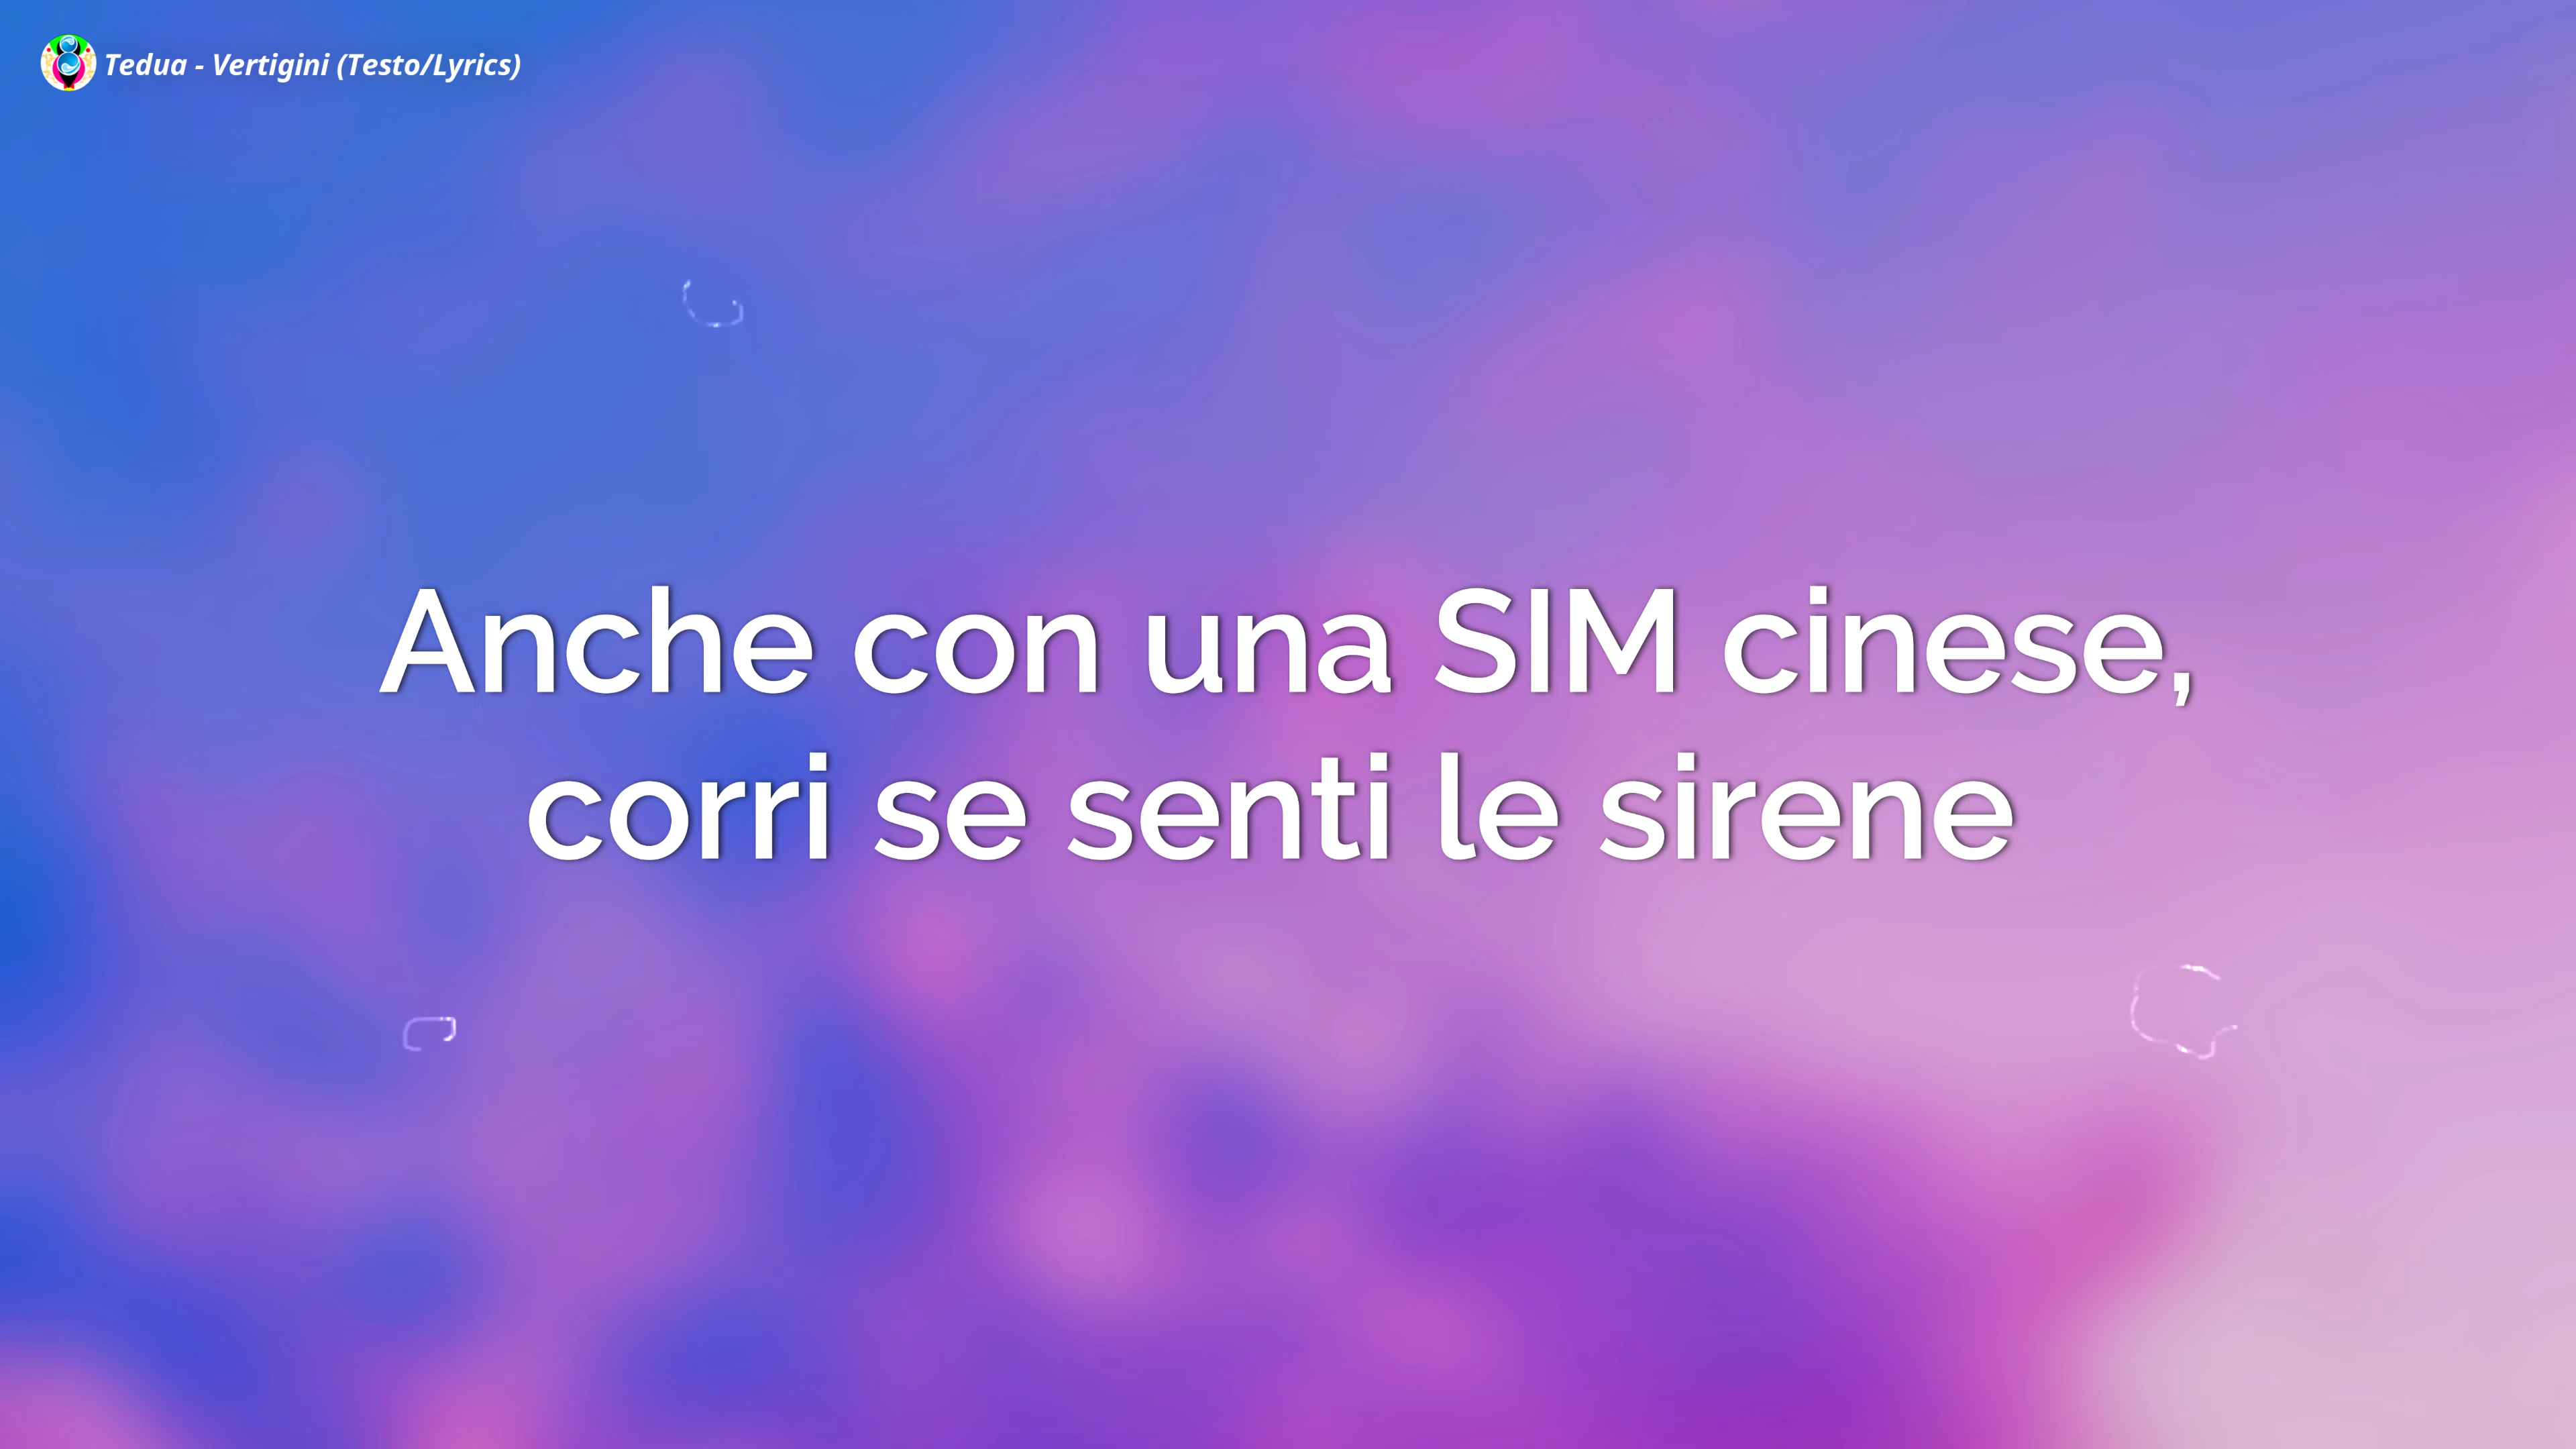 Tedua - Vertigini (Testo/Lyrics)
Anche con una SIM cinese,
corri se senti le sirene